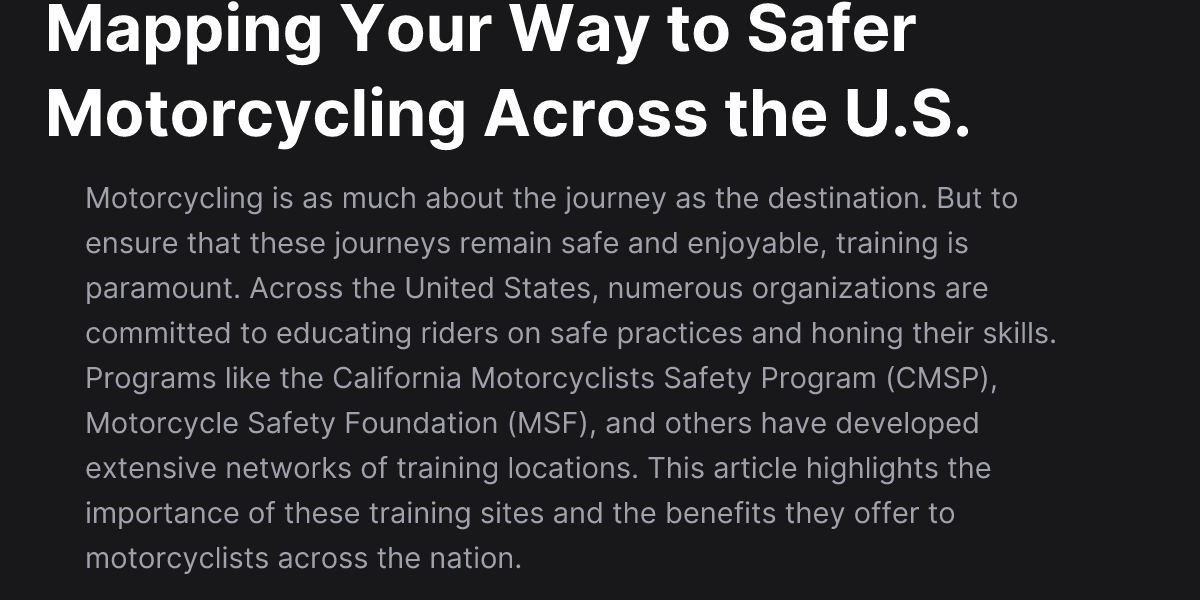 Mapping Your Way to Safer
Motorcycling Across the U.S.
Motorcycling is as much about the journey as the destination. But to
ensure that these journeys remain safe and enjoyable, training is
paramount. Across the United States, numerous organizations are
committed to educating riders on safe practices and honing their skills.
Programs like the California Motorcyclists Safety Program (CMSP),
Motorcycle Safety Foundation (MSF), and others have developed
extensive networks of training locations. This article highlights the
importance of these training sites and the benefits they offer to
motorcyclists across the nation.